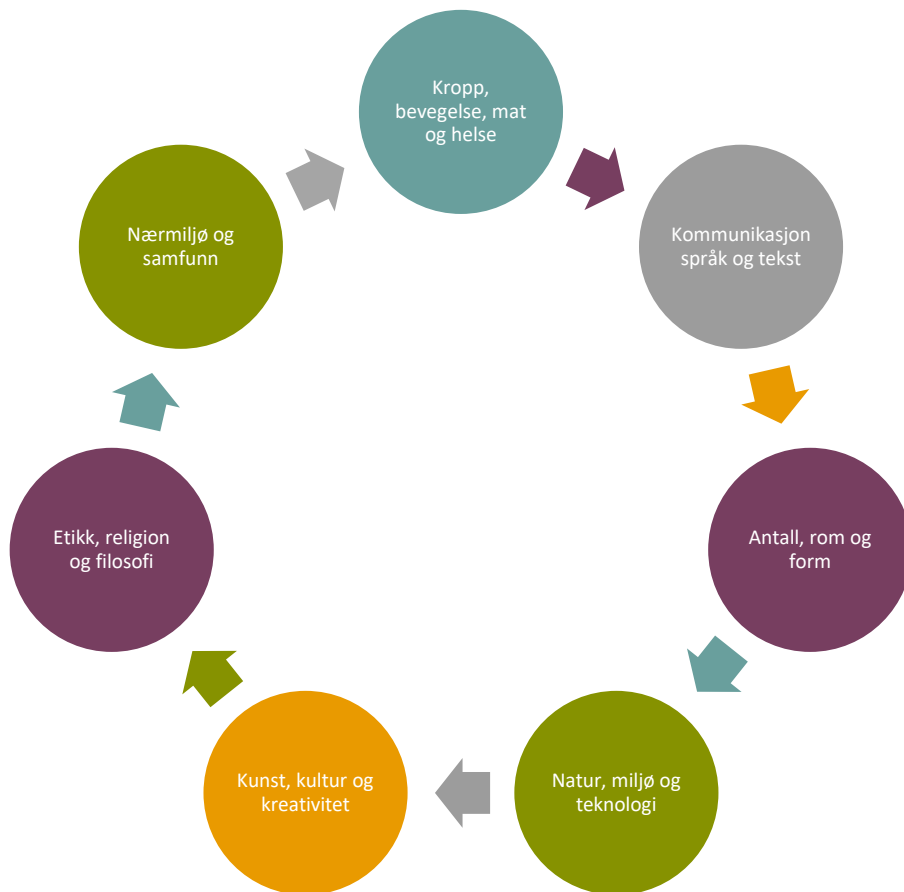 Kropp,
bevegelse, mat
og helse
Kommunikasjon
språk og tekst
Antall, rom og
form
Natur, miljø og
teknologi
Kunst, kultur og
kreativitet
Etikk, religion
og filosofi
Nærmiljø og
samfunn